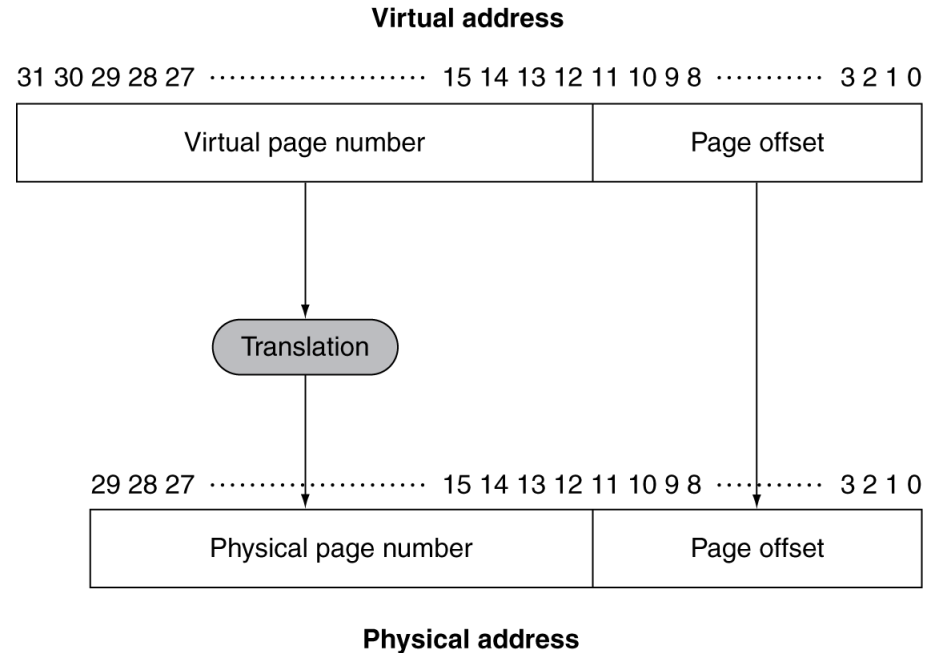 Virtual address
31 30 29 28 27 ······················ 15 14 13 12 11 10 9 8 ··········· 3 2 1 0
Virtual page number Page offset
Translation
29 28 27 ······················ 15 14 13 12 11 10 9 8 ··········· 3 2 1 0
Physical page number Page offset
Physical address